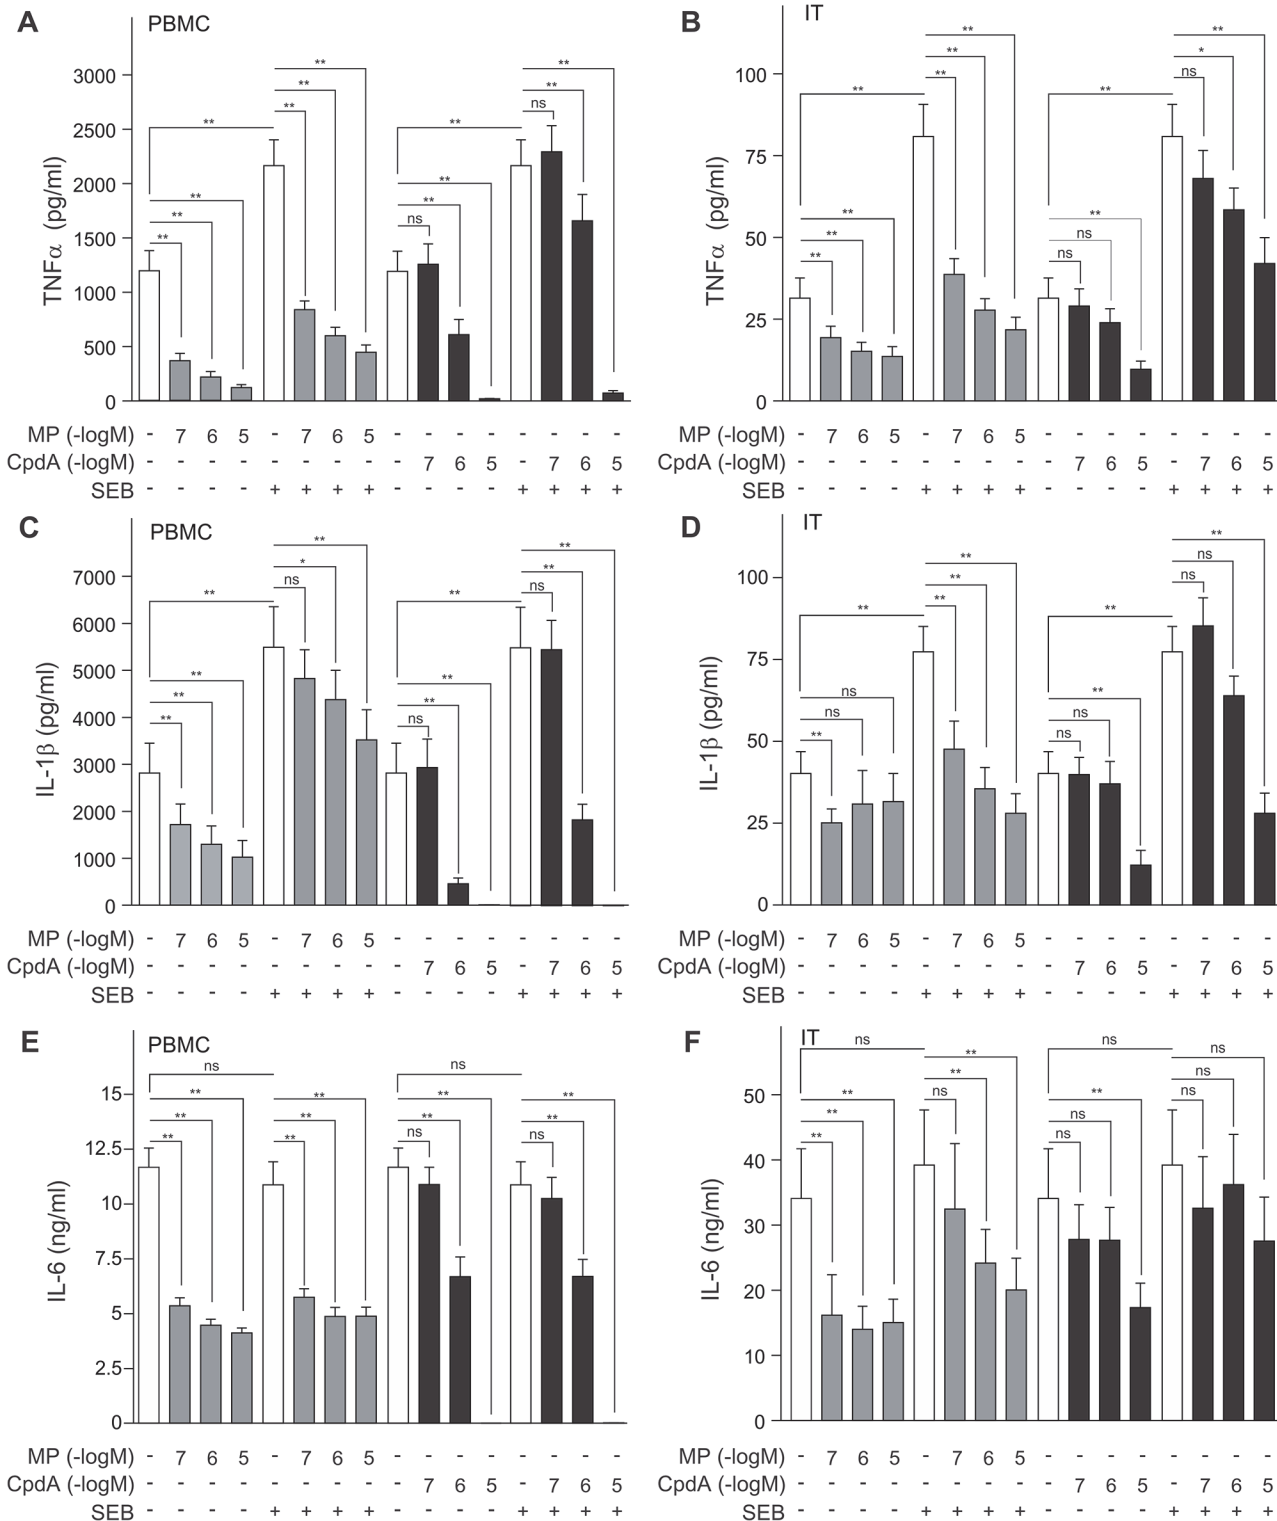 A
PBMC
TNFα (pg/ml)
3000
2500
2000
1500
1000
500
0
** ** ** ** ** ** ** ns ** ** ** ns ** **
MP (-logM) - 7 6 5 - 7 6 5 - - - - - - - -
CpdA (-logM) - - - - - - - - - 7 6 5 - 7 6 5
SEB - - - - + + + + - - - - + + + +
B
IT
TNFα (pg/ml)
100
75
50
25
0
** ** ** ** ** ** ** ns ns ** ** ns * **
MP (-logM) - 7 6 5 - 7 6 5 - - - - - - - -
CpdA (-logM) - - - - - - - - - 7 6 5 - 7 6 5
SEB - - - - + + + + - - - - + + + +
C
PBMC
IL-1β (pg/ml)
7000
6000
5000
4000
3000
2000
1000
0
** ** ** ** ns * ** ns ** ** ** ns ** **
MP (-logM) - 7 6 5 - 7 6 5 - - - - - - - -
CpdA (-logM) - - - - - - - - - 7 6 5 - 7 6 5
SEB - - - - + + + + - - - - + + + +
D
IT
IL-1β (pg/ml)
100
75
50
25
0
** ns ns ** ** ** ** ns ns ** ** ns ns **
MP (-logM) - 7 6 5 - 7 6 5 - - - - - - - -
CpdA (-logM) - - - - - - - - - 7 6 5 - 7 6 5
SEB - - - - + + + + - - - - + + + +
E
PBMC
IL-6 (ng/ml)
15
12.5
10
7.5
5
2.5
0
** ** ** ns ** ** ** ns ** ** ns ns ** **
MP (-logM) - 7 6 5 - 7 6 5 - - - - - - - -
CpdA (-logM) - - - - - - - - - 7 6 5 - 7 6 5
SEB - - - - + + + + - - - - + + + +
F
IT
IL-6 (ng/ml)
50
40
30
20
10
0
** ** ** ns ns ** ** ns ns ** ns ns ns ns
MP (-logM) - 7 6 5 - 7 6 5 - - - - - - - -
CpdA (-logM) - - - - - - - - - 7 6 5 - 7 6 5
SEB - - - - + + + + - - - - + + + +